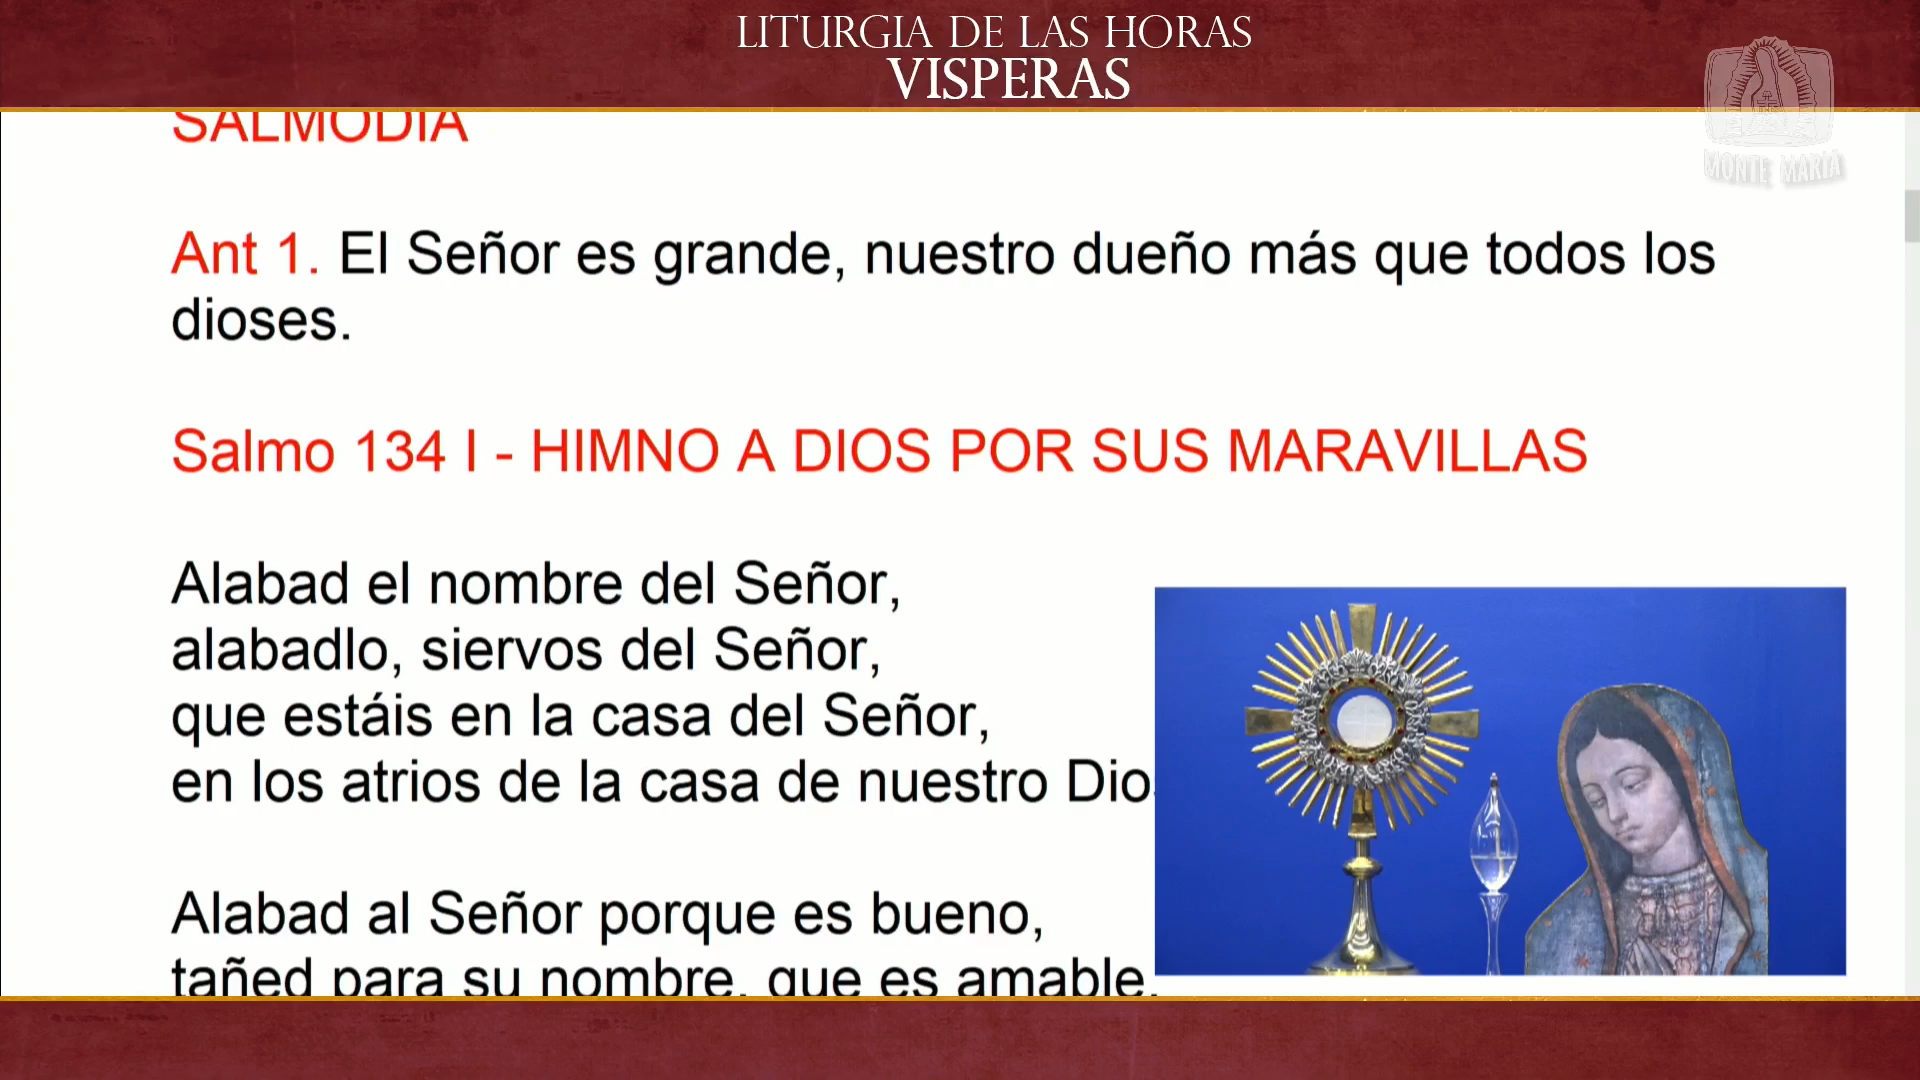 LITURGIA DE LAS HORAS
VISPERAS
MONTE MARÍA
SALMODIA
Ant 1. El Señor es grande, nuestro dueño más que todos los
dioses.
Salmo 134 I - HIMNO A DIOS POR SUS MARAVILLAS
Alabad el nombre del Señor,
alabadlo, siervos del Señor,
que estáis en la casa del Señor,
en los atrios de la casa de nuestro Dio
Alabad al Señor porque es bueno,
tañed para su nombre, que es amable.